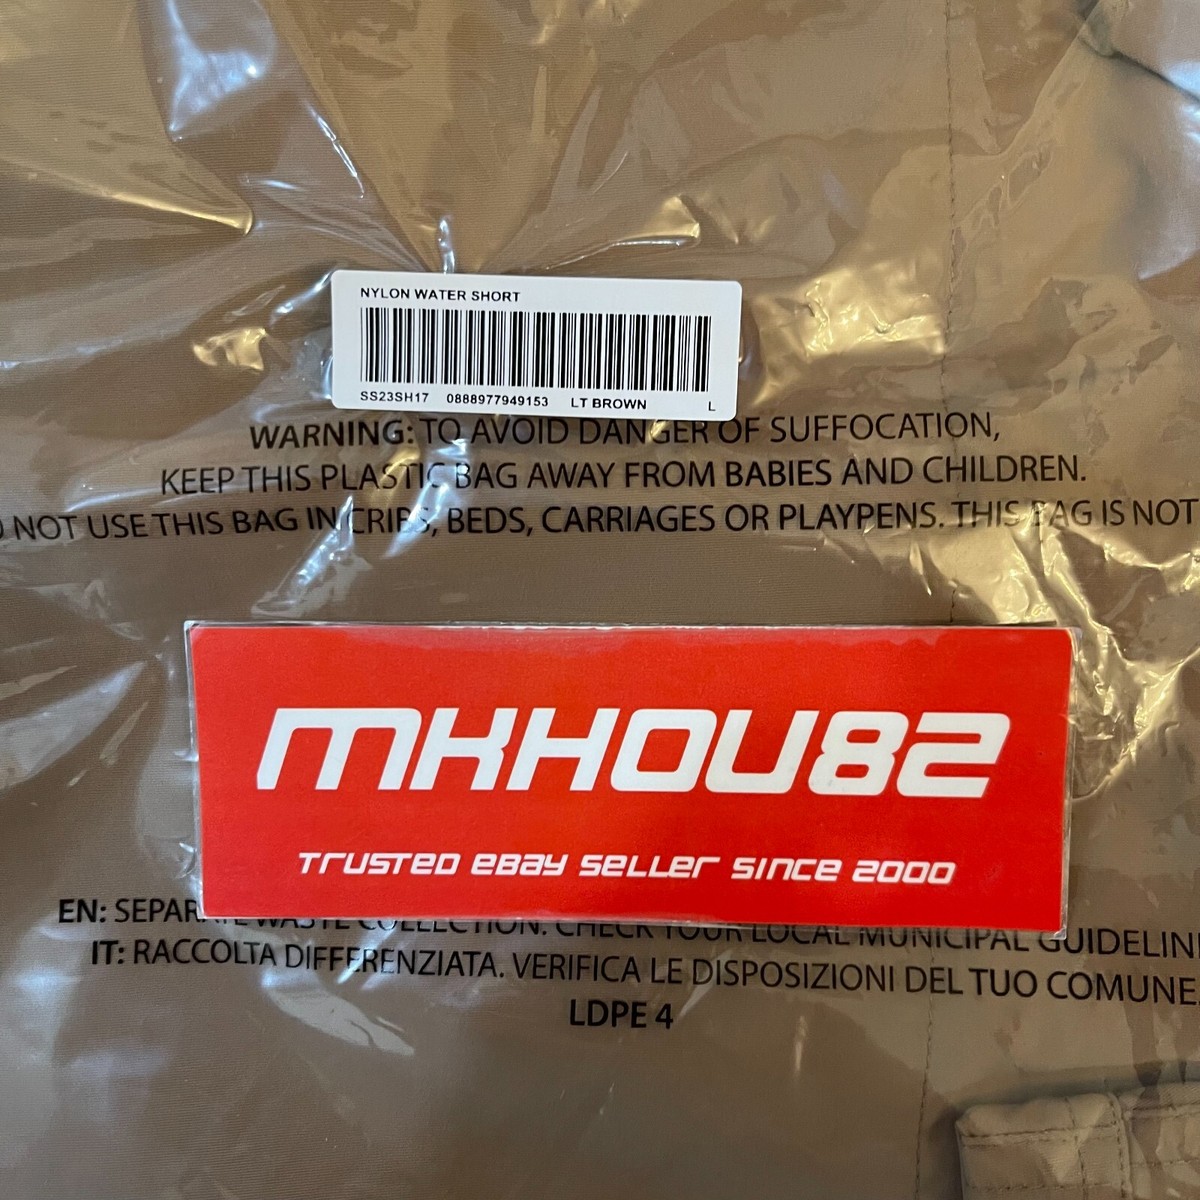 NYLON WATER SHORT
SS23SH17 0888977949153 LT BROWN L
WARNING: TO AVOID DANGER OF SUFFOCATION,
KEEP THIS PLASTIC BAG AWAY FROM BABIES AND CHILDREN.
NOT USE THIS BAG IN CRIBS, BEDS, CARRIAGES OR PLAYPENS. THIS BAG IS NOT
MKHOU82
Trusted ebay seller since 2000
EN: SEPARATE WASTE COLLECTION. CHECK YOUR LOCAL MUNICIPAL GUIDELIN
IT: RACCOLTA DIFFERENZIATA. VERIFICA LE DISPOSIZIONI DEL TUO COMUNE.
LDPE 4